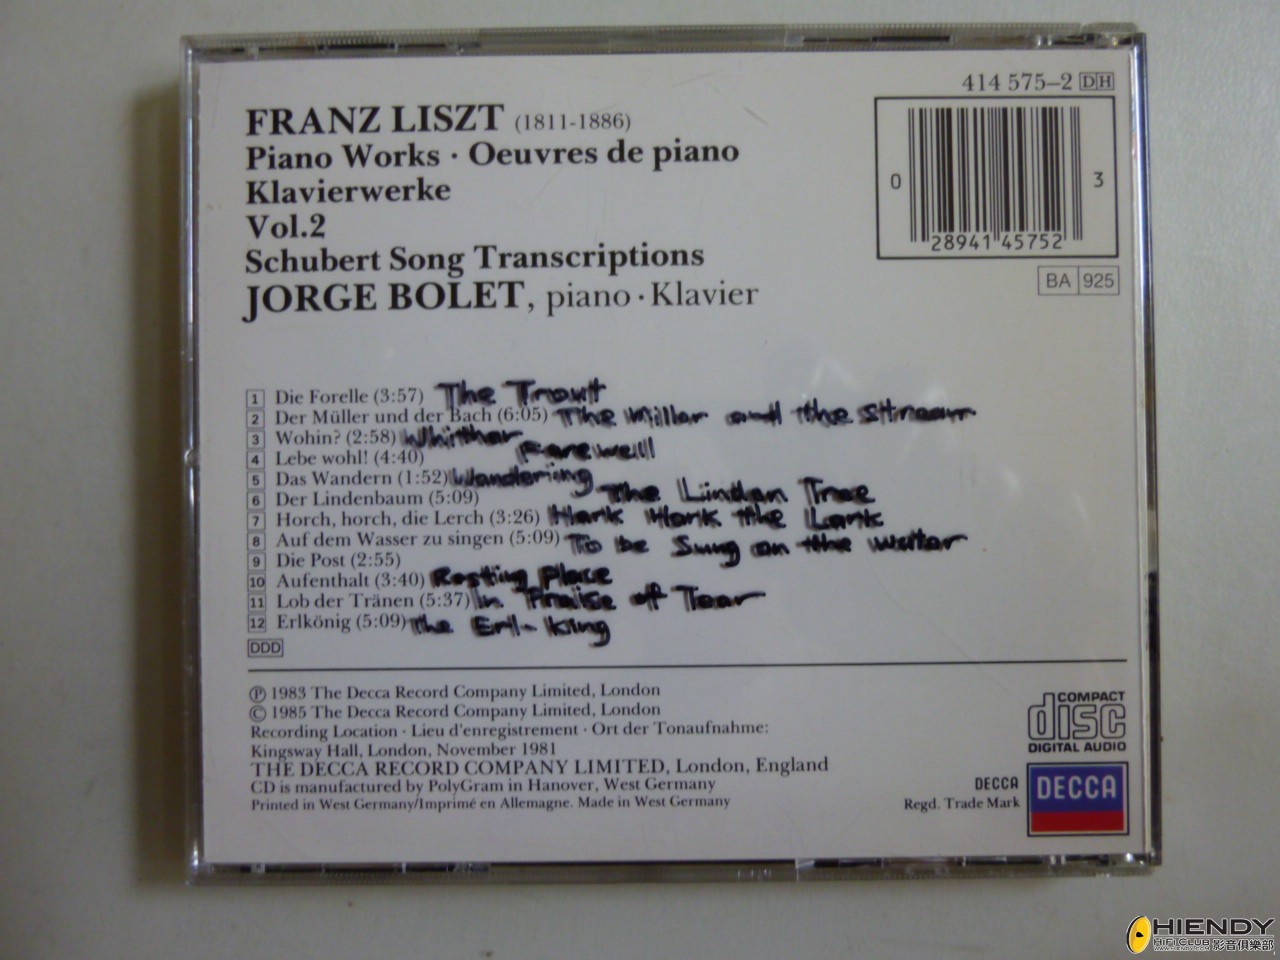 414 575-2 DH
FRANZ LISZT (1811-1886)
Piano Works · Oeuvres de piano
Klavierwerke
Vol.2
Schubert Song Transcriptions
JORGE BOLET, piano · Klavier
0 28941 45752 3
BA 925
1 Die Forelle (3:57) The Trout
2 Der Müller und der Bach (6:05) The Miller and the Stream
3 Wohin? (2:58) Whither
4 Lebe wohl! (4:40) Farewell
5 Das Wandern (1:52) Wandering
6 Der Lindenbaum (5:09) The Linden Tree
7 Horch, horch, die Lerch (3:26) Hark Hark the Lark
8 Auf dem Wasser zu singen (5:09) To be Sung on the water
9 Die Post (2:55)
10 Aufenthalt (3:40) Resting Place
11 Lob der Tränen (5:37) In Praise of Tear
12 Erlkönig (5:09) The Erl-King
DDD
℗ 1983 The Decca Record Company Limited, London
© 1985 The Decca Record Company Limited, London
Recording Location · Lieu d'enregistrement · Ort der Tonaufnahme:
Kingsway Hall, London, November 1981
THE DECCA RECORD COMPANY LIMITED, London, England
CD is manufactured by PolyGram in Hanover, West Germany
Printed in West Germany/Imprimé en Allemagne. Made in West Germany
COMPACT
disc
DIGITAL AUDIO
DECCA
Regd. Trade Mark
DECCA
HIENDY
HiFi CLUB 影音俱樂部